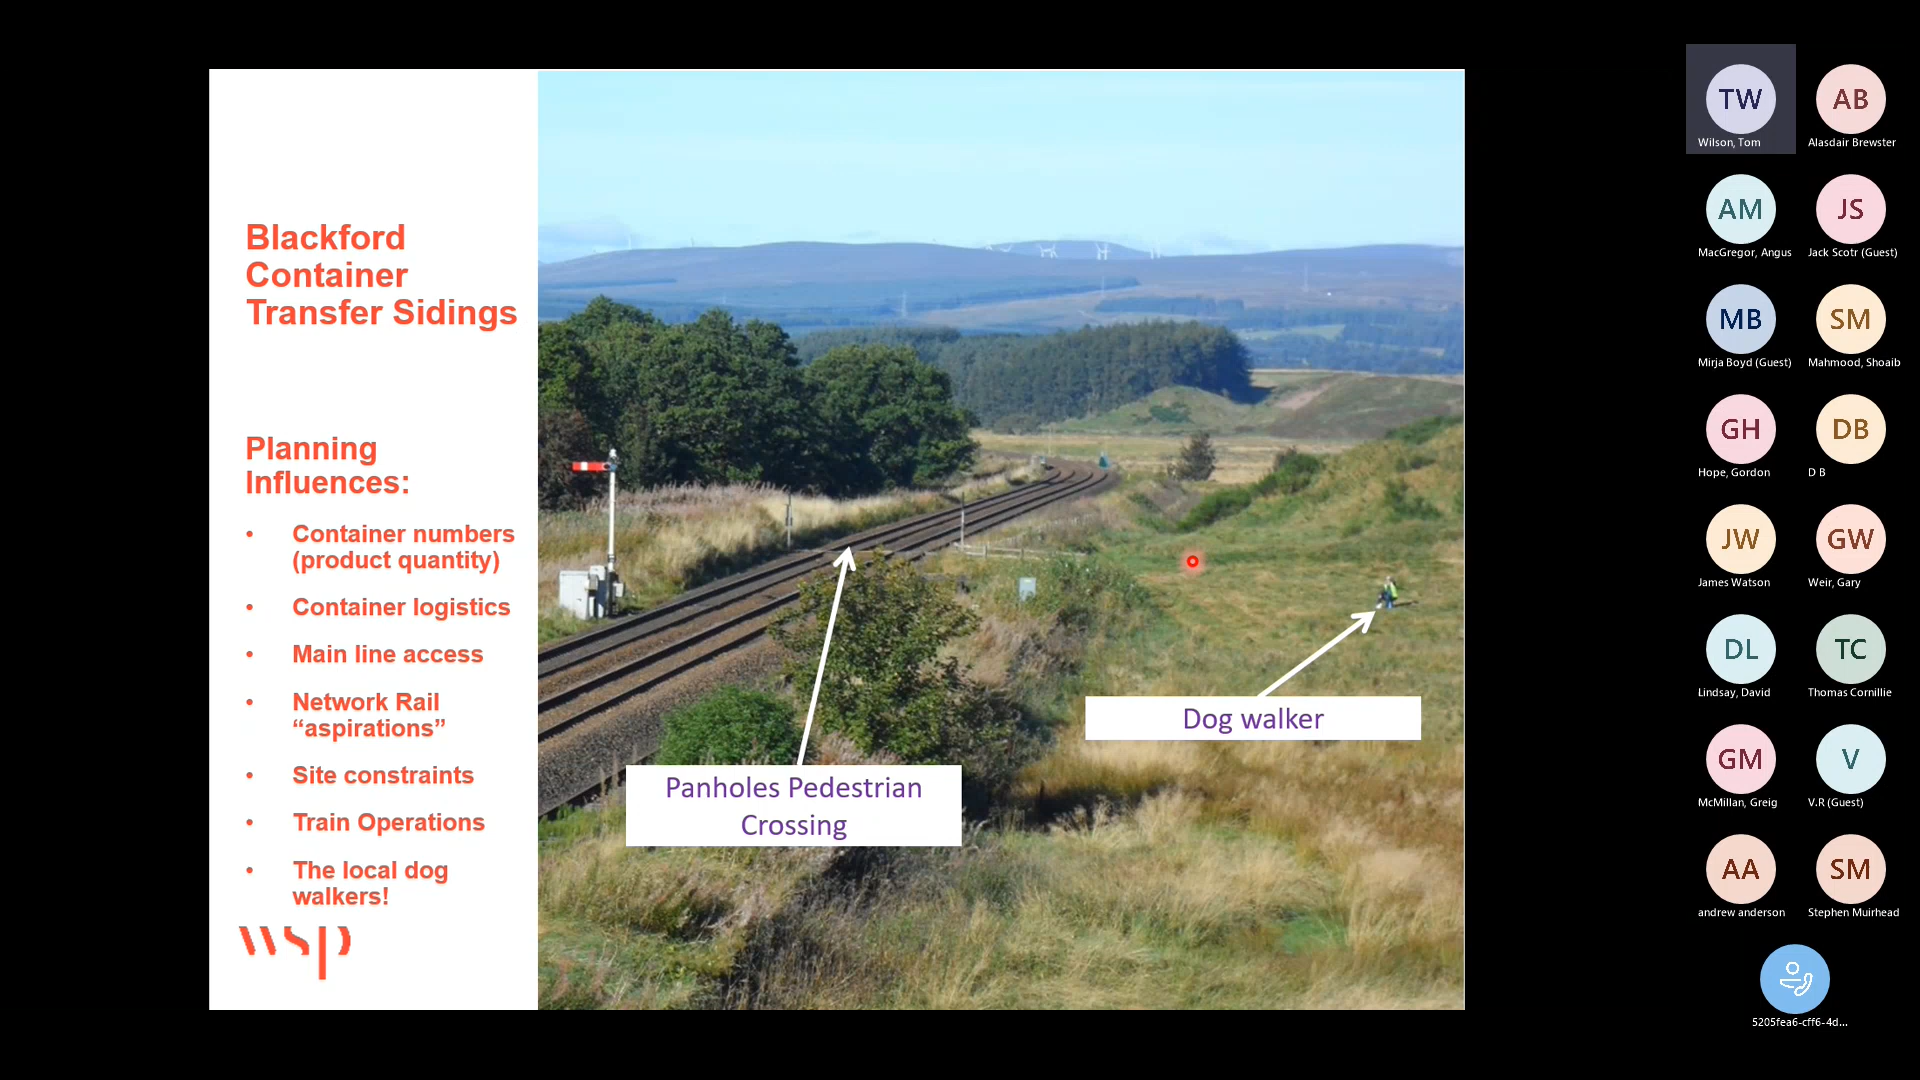 Blackford
Container
Transfer Sidings
Planning
Influences:
• Container numbers
(product quantity)
• Container logistics
• Main line access
• Network Rail
“aspirations”
• Site constraints
• Train Operations
• The local dog
walkers!
wsp
Panholes Pedestrian
Crossing
Dog walker
TW
Wilson, Tom
AB
Alasdair Brewster
AM
MacGregor, Angus
JS
Jack Scotr (Guest)
MB
Mirja Boyd (Guest)
SM
Mahmood, Shoaib
GH
Hope, Gordon
DB
D B
JW
James Watson
GW
Weir, Gary
DL
Lindsay, David
TC
Thomas Cornillie
GM
McMillan, Greig
V
V.R (Guest)
AA
andrew anderson
SM
Stephen Muirhead
5205fea6-cff6-4d...